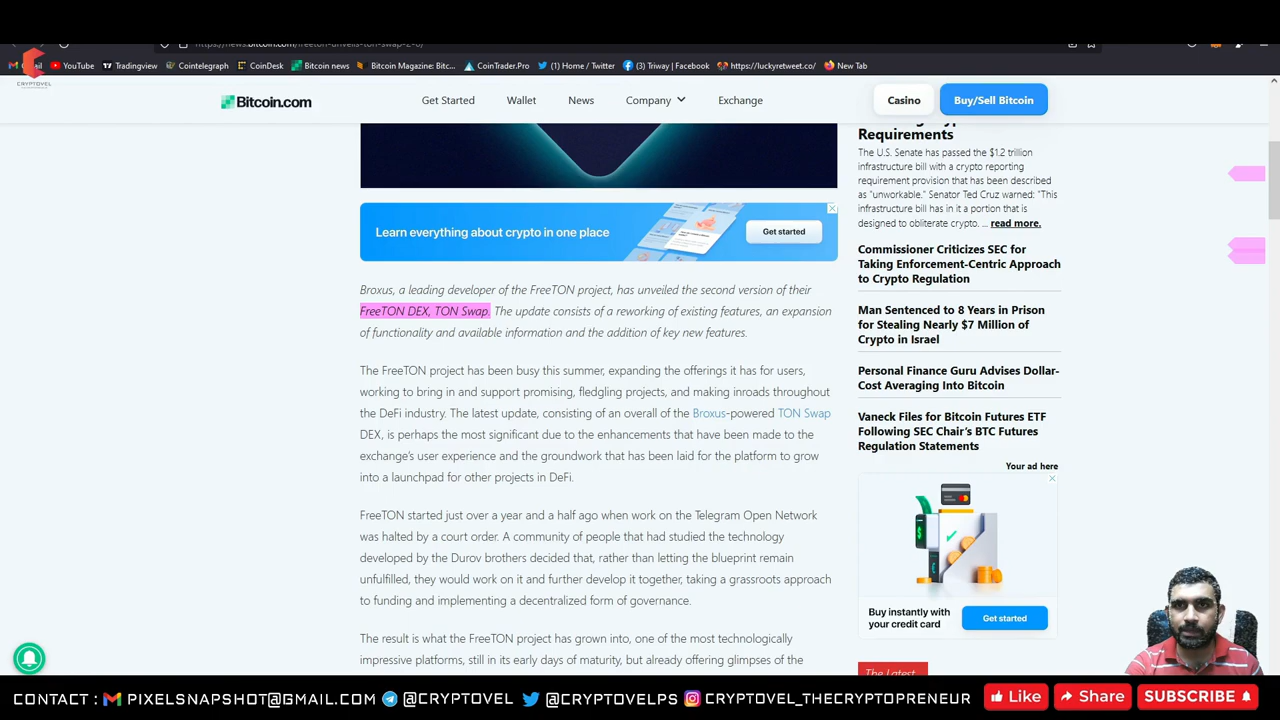 https://news.bitcoin.com/freeton-unveils-ton-swap-2-0/
CRYPTOVEL
YouTube
Tradingview
Cointelegraph
CoinDesk
Bitcoin news
Bitcoin Magazine: Bitc...
CoinTrader.Pro
(1) Home / Twitter
(3) Triway | Facebook
https://luckyretweet.co/
New Tab
Bitcoin.com
Get Started
Wallet
News
Company
Exchange
Casino
Buy/Sell Bitcoin
Learn everything about crypto in one place
Get started
Broxus, a leading developer of the FreeTON project, has unveiled the second version of their
FreeTON DEX, TON Swap. The update consists of a reworking of existing features, an expansion
of functionality and available information and the addition of key new features.
The FreeTON project has been busy this summer, expanding the offerings it has for users,
working to bring in and support promising, fledgling projects, and making inroads throughout
the DeFi industry. The latest update, consisting of an overall of the Broxus-powered TON Swap
DEX, is perhaps the most significant due to the enhancements that have been made to the
exchange's user experience and the groundwork that has been laid for the platform to grow
into a launchpad for other projects in DeFi.
FreeTON started just over a year and a half ago when work on the Telegram Open Network
was halted by a court order. A community of people that had studied the technology
developed by the Durov brothers decided that, rather than letting the blueprint remain
unfulfilled, they would work on it and further develop it together, taking a grassroots approach
to funding and implementing a decentralized form of governance.
The result is what the FreeTON project has grown into, one of the most technologically
impressive platforms, still in its early days of maturity, but already offering glimpses of the
Requirements
The U.S. Senate has passed the $1.2 trillion
infrastructure bill with a crypto reporting
requirement provision that has been described
as "unworkable." Senator Ted Cruz warned: "This
infrastructure bill has in it a portion that is
designed to obliterate crypto. ... read more.
Commissioner Criticizes SEC for
Taking Enforcement-Centric Approach
to Crypto Regulation
Man Sentenced to 8 Years in Prison
for Stealing Nearly $7 Million of
Crypto in Israel
Personal Finance Guru Advises Dollar-
Cost Averaging Into Bitcoin
Vaneck Files for Bitcoin Futures ETF
Following SEC Chair's BTC Futures
Regulation Statements
Your ad here
Buy instantly with
your credit card
Get started
The Latest
CONTACT : PIXELSNAPSHOT@GMAIL.COM @CRYPTOVEL @CRYPTOVELPS CRYPTOVEL_THECRYPTOPRENEUR
Like
Share
SUBSCRIBE